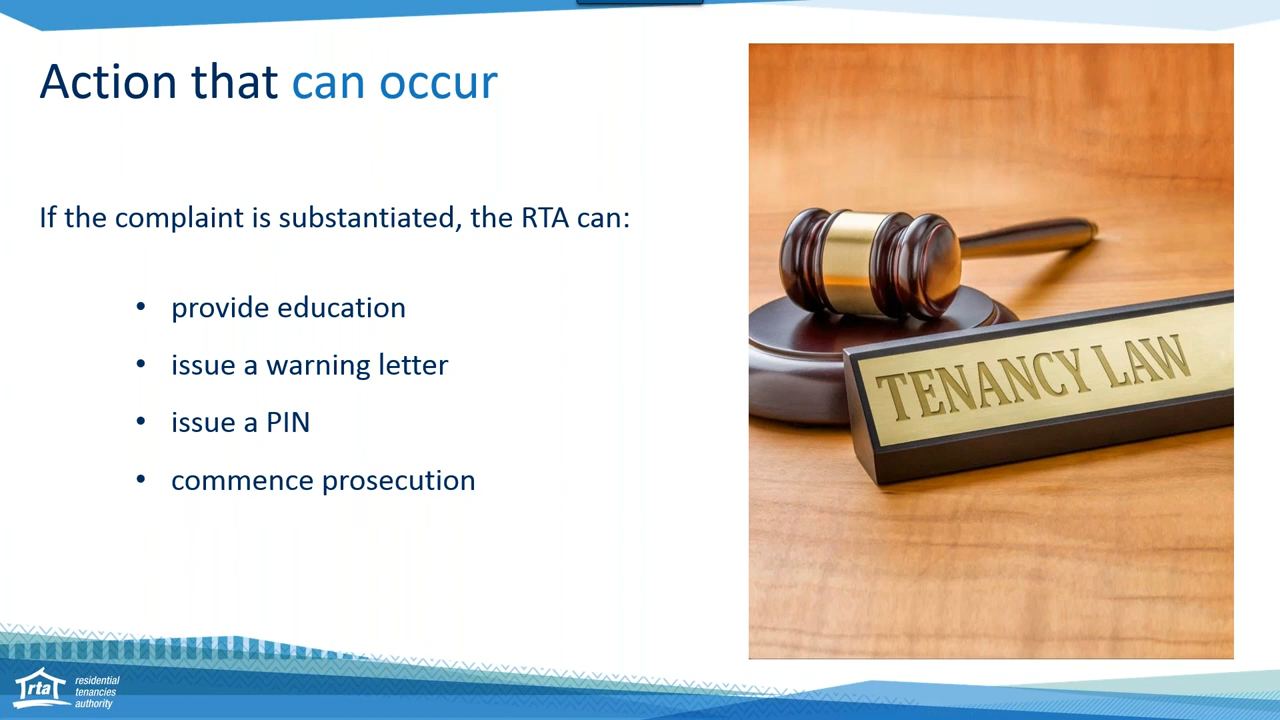 Action that can occur
If the complaint is substantiated, the RTA can:
• provide education
• issue a warning letter
• issue a PIN
• commence prosecution
TENANCY LAW
rta
residential
tenancies
authority